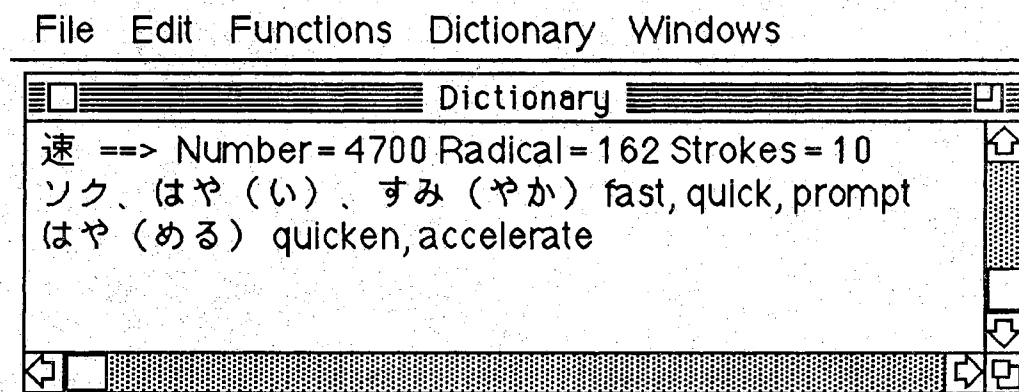 File Edit Functions Dictionary Windows
Dictionary
速 ==> Number = 4700 Radical = 162 Strokes = 10
ソク、はや（い）、すみ（やか）fast, quick, prompt
はや（める）quicken, accelerate